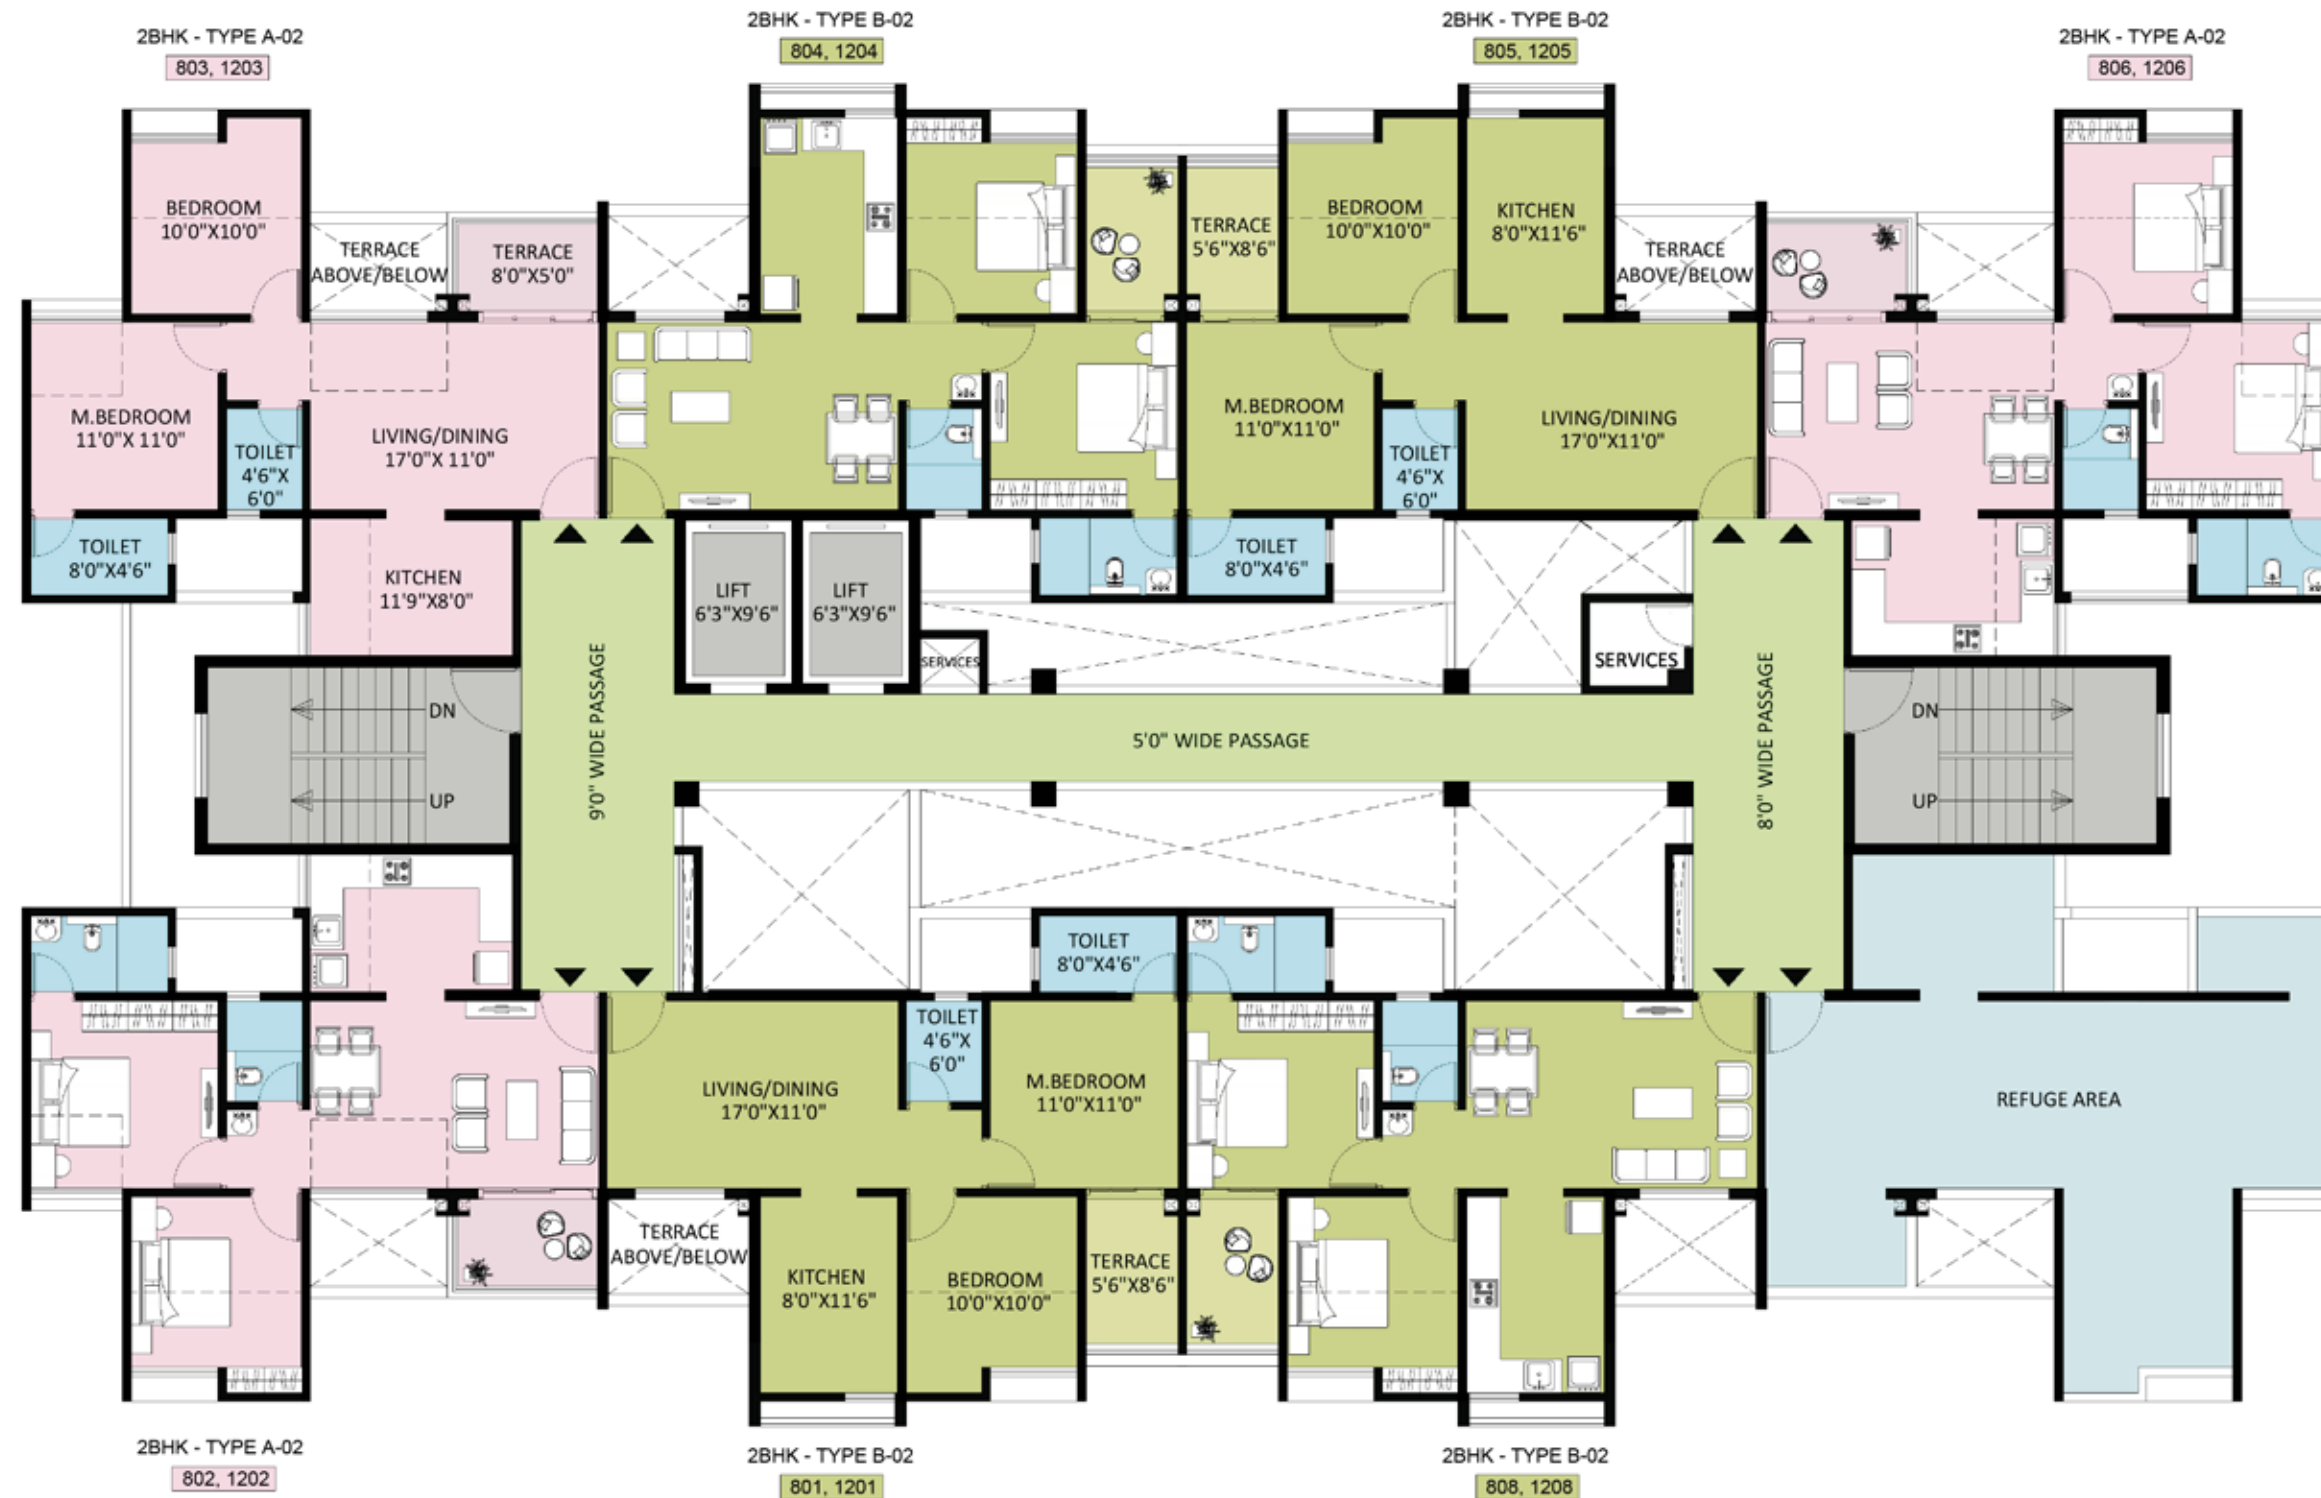 2BHK - TYPE A-02
803, 1203
2BHK - TYPE B-02
804, 1204
2BHK - TYPE B-02
805, 1205
2BHK - TYPE A-02
806, 1206
BEDROOM
10'0"X10'0"
TERRACE
ABOVE/BELOW
TERRACE
8'0"X5'0"
TERRACE
5'6"X8'6"
BEDROOM
10'0"X10'0"
KITCHEN
8'0"X11'6"
TERRACE
ABOVE/BELOW
M.BEDROOM
11'0"X 11'0"
TOILET
4'6"X
6'0"
LIVING/DINING
17'0"X 11'0"
M.BEDROOM
11'0"X11'0"
TOILET
4'6"X
6'0"
LIVING/DINING
17'0"X11'0"
TOILET
8'0"X4'6"
KITCHEN
11'9"X8'0"
LIFT
6'3"X9'6"
LIFT
6'3"X9'6"
TOILET
8'0"X4'6"
SERVICES
SERVICES
DN
UP
9'0" WIDE PASSAGE
5'0" WIDE PASSAGE
8'0" WIDE PASSAGE
DN
UP
TOILET
8'0"X4'6"
LIVING/DINING
17'0"X11'0"
TOILET
4'6"X
6'0"
M.BEDROOM
11'0"X11'0"
REFUGE AREA
TERRACE
ABOVE/BELOW
KITCHEN
8'0"X11'6"
BEDROOM
10'0"X10'0"
TERRACE
5'6"X8'6"
2BHK - TYPE A-02
802, 1202
2BHK - TYPE B-02
801, 1201
2BHK - TYPE B-02
808, 1208